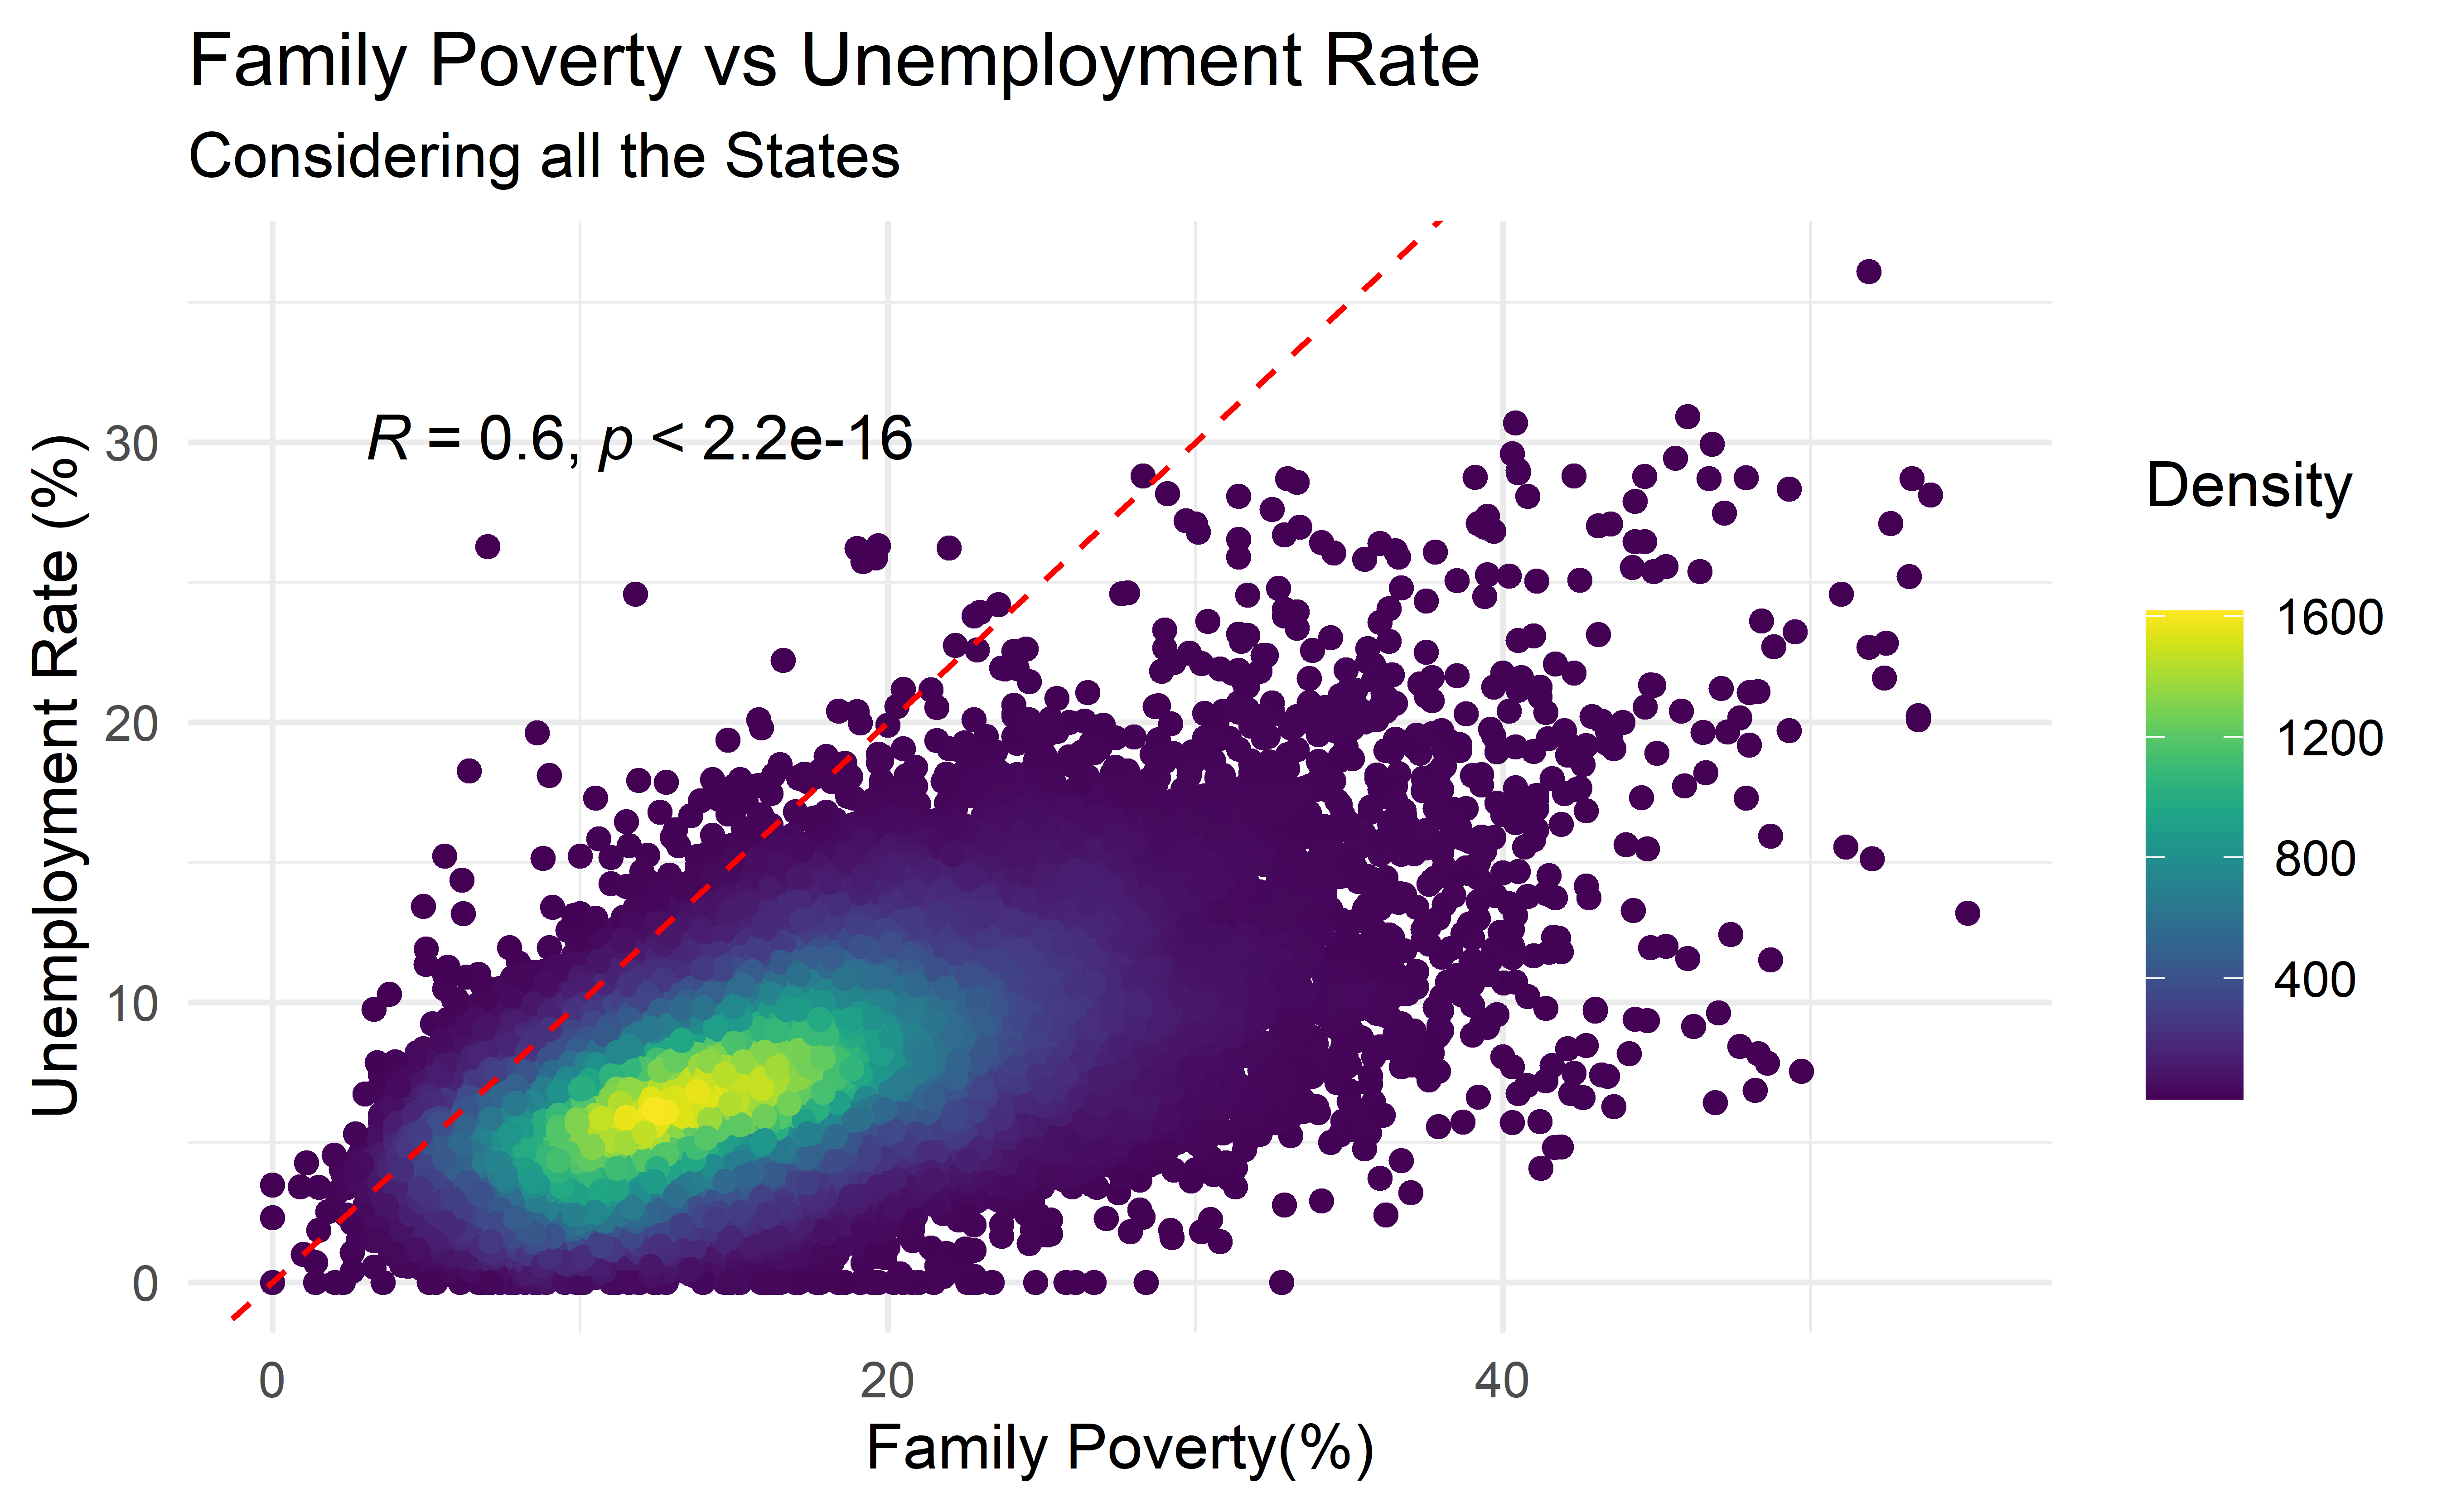 Family Poverty vs Unemployment Rate
Considering all the States
R = 0.6, p < 2.2e-16
Unemployment Rate (%)
30
20
10
0
0 20 40
Family Poverty(%)
Density
1600
1200
800
400